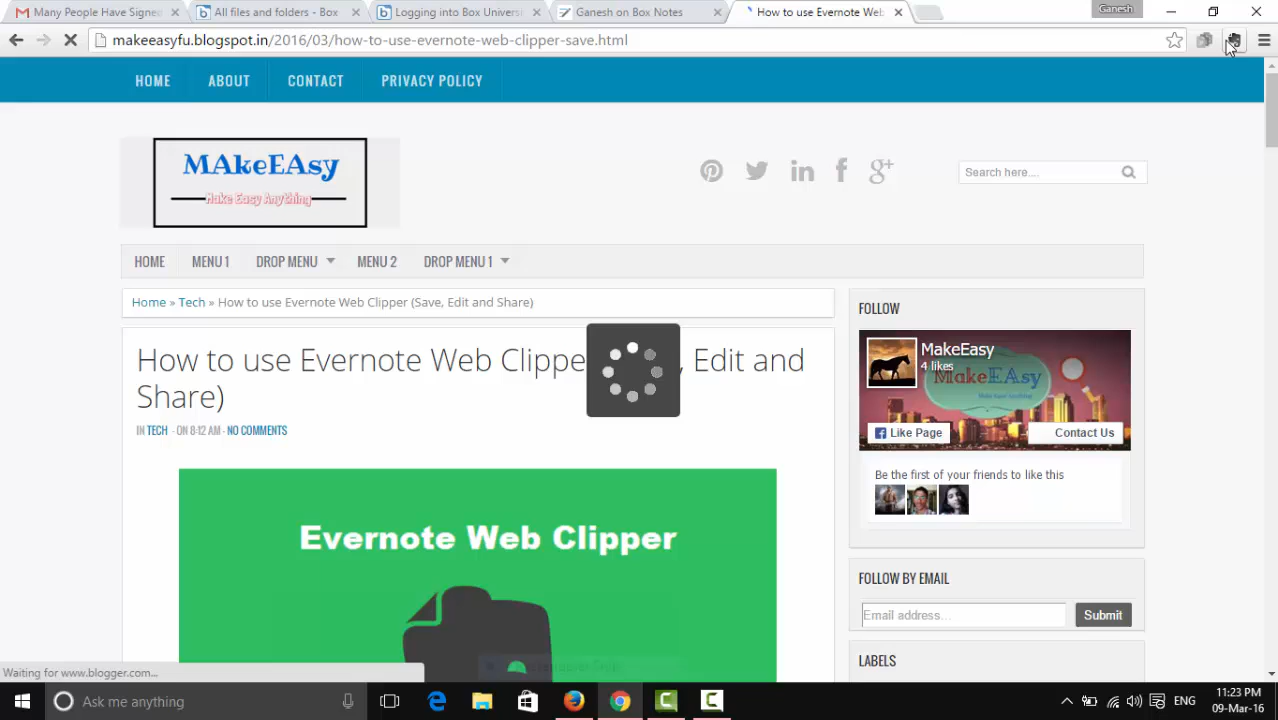 Many People Have Signe
All files and folders - Box
Logging into Box Univers
Ganesh on Box Notes
How to use Evernote Web
Ganesh
makeeasyfu.blogspot.in/2016/03/how-to-use-evernote-web-clipper-save.html
HOME ABOUT CONTACT PRIVACY POLICY
MAkeEAsy
Make Easy Anything
Search here....
HOME MENU 1 DROP MENU MENU 2 DROP MENU 1
Home » Tech » How to use Evernote Web Clipper (Save, Edit and Share)
FOLLOW
MakeEasy
4 likes
MakeEAsy
Like Page
Contact Us
Be the first of your friends to like this
How to use Evernote Web Clippe , Edit and
Share)
IN TECH - ON 8:12 AM - NO COMMENTS
Evernote Web Clipper
FOLLOW BY EMAIL
Email address...
Submit
LABELS
Waiting for www.blogger.com...
Ask me anything
ENG
11:23 PM
09-Mar-16